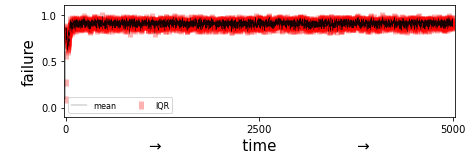 failure
1.0
0.5
0.0
mean IQR
0 2500 5000
→ time →